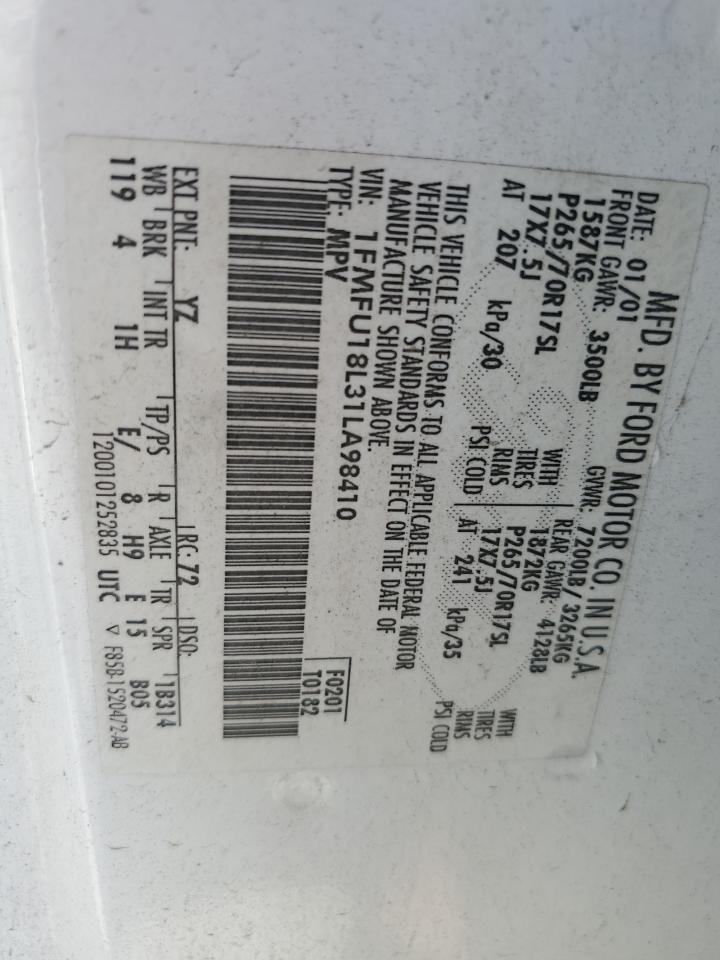 MFD. BY FORD MOTOR CO. IN U.S.A.
DATE: 01/01 GVWR: 7200LB/ 3265KG
FRONT GAWR: 3500LB REAR GAWR: 4128LB
1587KG WITH 1872KG WITH
P265/70R17SL TIRES P265/70R17SL TIRES
17X7.5J RIMS 17X7.5J RIMS
AT 207 kPa/30 PSI COLD AT 241 kPa/35 PSI COLD
THIS VEHICLE CONFORMS TO ALL APPLICABLE FEDERAL MOTOR
VEHICLE SAFETY STANDARDS IN EFFECT ON THE DATE OF
MANUFACTURE SHOWN ABOVE.
VIN: 1FMFU18L31LA98410 F0201
TYPE: MPV T0182
EXT PNT: YZ RC: 72 DSO:
WB BRK INT TR TP/PS R AXLE TR SPR 1B314
119 4 1H E/ 8 H9 E 15 B05
1200101252835 UTC ▽ F85B-1520472-AB